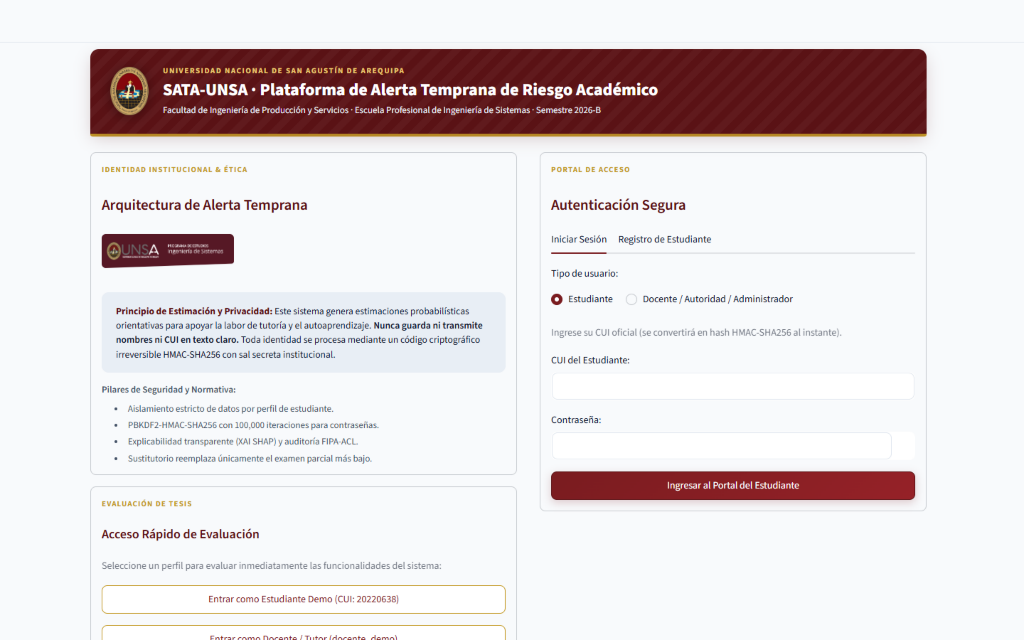 UNIVERSIDAD NACIONAL DE SAN AGUSTÍN DE AREQUIPA
SATA-UNSA · Plataforma de Alerta Temprana de Riesgo Académico
Facultad de Ingeniería de Producción y Servicios · Escuela Profesional de Ingeniería de Sistemas · Semestre 2026-B
IDENTIDAD INSTITUCIONAL & ÉTICA
Arquitectura de Alerta Temprana
UNSA
Ingeniería de Sistemas
Principio de Estimación y Privacidad: Este sistema genera estimaciones probabilísticas
orientativas para apoyar la labor de tutoría y el autoaprendizaje. Nunca guarda ni transmite
nombres ni CUI en texto claro. Toda identidad se procesa mediante un código criptográfico
irreversible HMAC-SHA256 con sal secreta institucional.
Pilares de Seguridad y Normativa:
• Aislamiento estricto de datos por perfil de estudiante.
• PBKDF2-HMAC-SHA256 con 100,000 iteraciones para contraseñas.
• Explicabilidad transparente (XAI SHAP) y auditoría FIPA-ACL.
• Sustitutorio reemplaza únicamente el examen parcial más bajo.
EVALUACIÓN DE TESIS
Acceso Rápido de Evaluación
Seleccione un perfil para evaluar inmediatamente las funcionalidades del sistema:
Entrar como Estudiante Demo (CUI: 20220638)
Entrar como Docente / Tutor (docente_demo)
PORTAL DE ACCESO
Autenticación Segura
Iniciar Sesión Registro de Estudiante
Tipo de usuario:
Estudiante Docente / Autoridad / Administrador
Ingrese su CUI oficial (se convertirá en hash HMAC-SHA256 al instante).
CUI del Estudiante:
Contraseña:
Ingresar al Portal del Estudiante